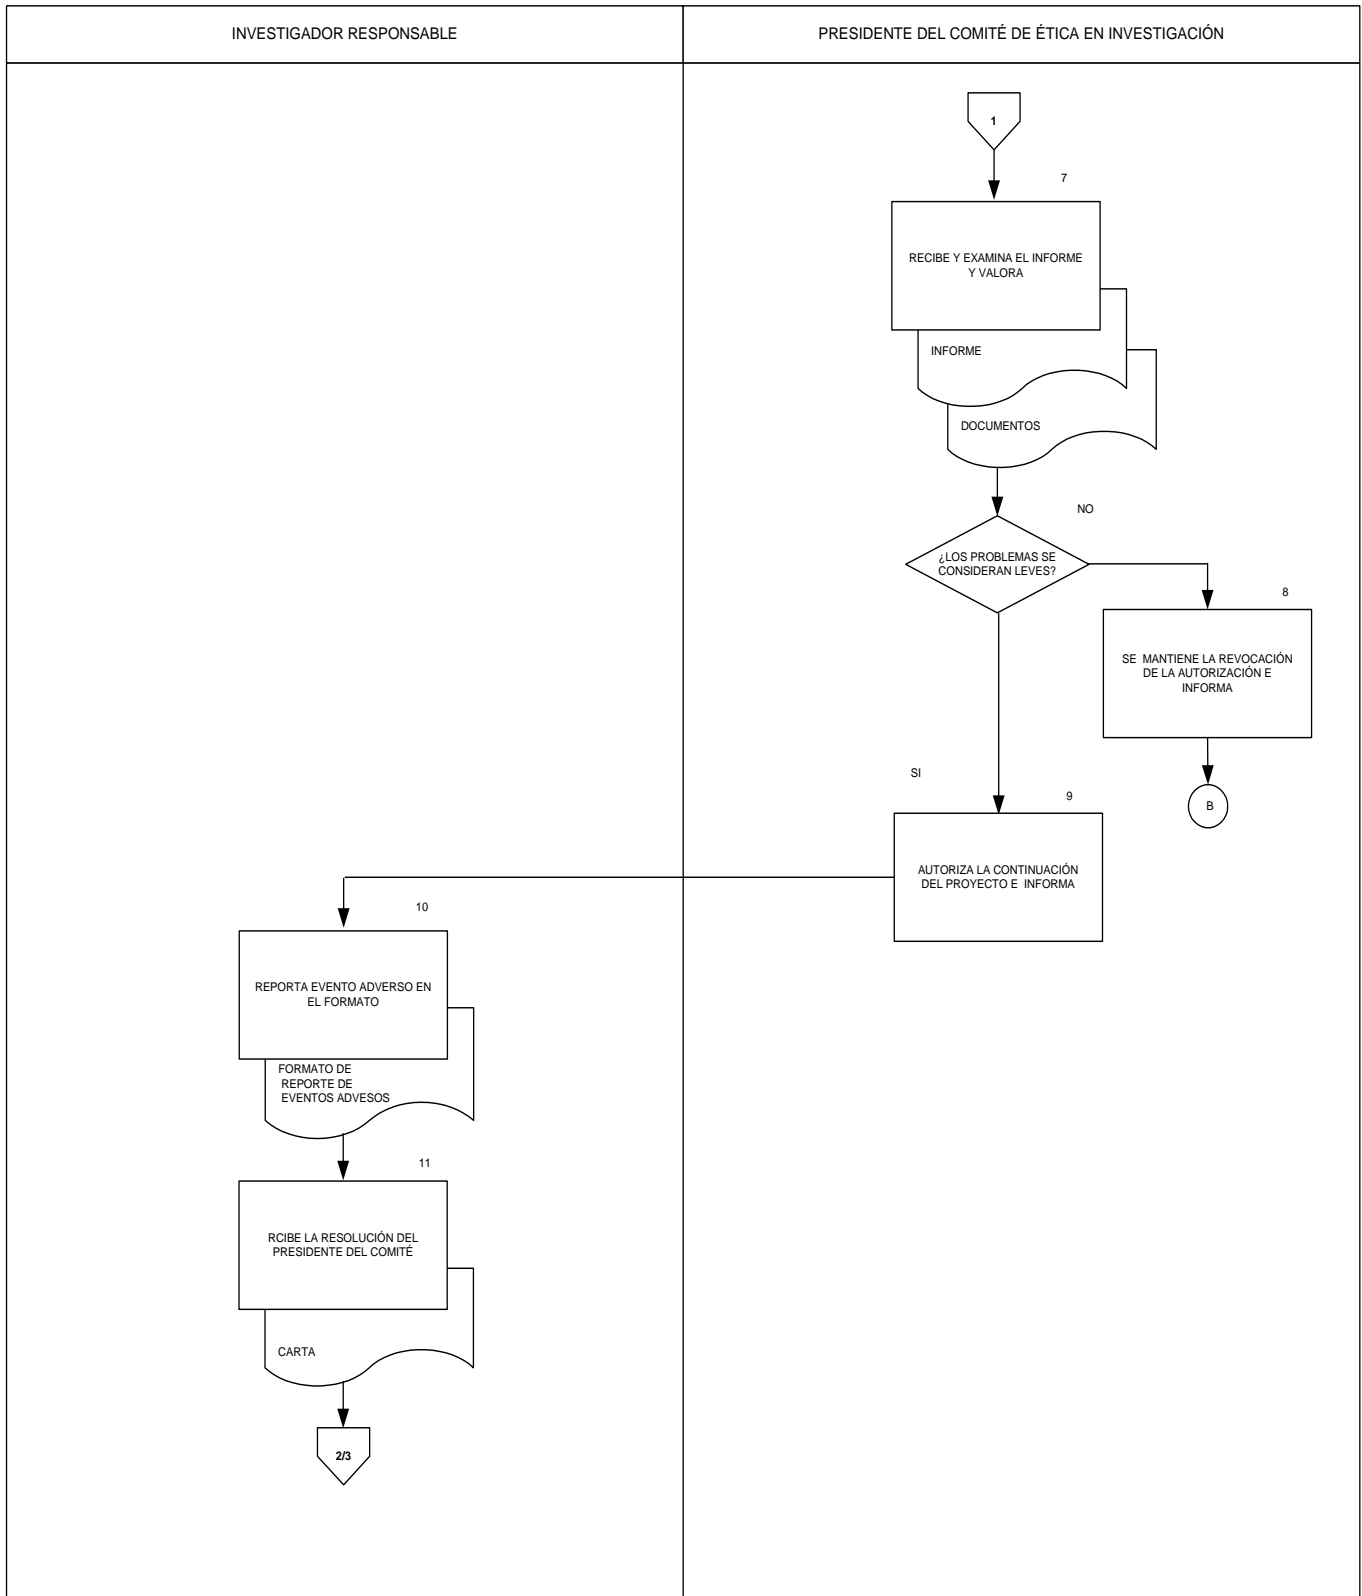 INVESTIGADOR RESPONSABLE
PRESIDENTE DEL COMITÉ DE ÉTICA EN INVESTIGACIÓN
1
7
RECIBE Y EXAMINA EL INFORME
Y VALORA
INFORME
DOCUMENTOS
NO
¿LOS PROBLEMAS SE
CONSIDERAN LEVES?
8
SE MANTIENE LA REVOCACIÓN
DE LA AUTORIZACIÓN E
INFORMA
B
SI
9
AUTORIZA LA CONTINUACIÓN
DEL PROYECTO E INFORMA
10
REPORTA EVENTO ADVERSO EN
EL FORMATO
FORMATO DE
REPORTE DE
EVENTOS ADVESOS
11
RCIBE LA RESOLUCIÓN DEL
PRESIDENTE DEL COMITÉ
CARTA
2/3